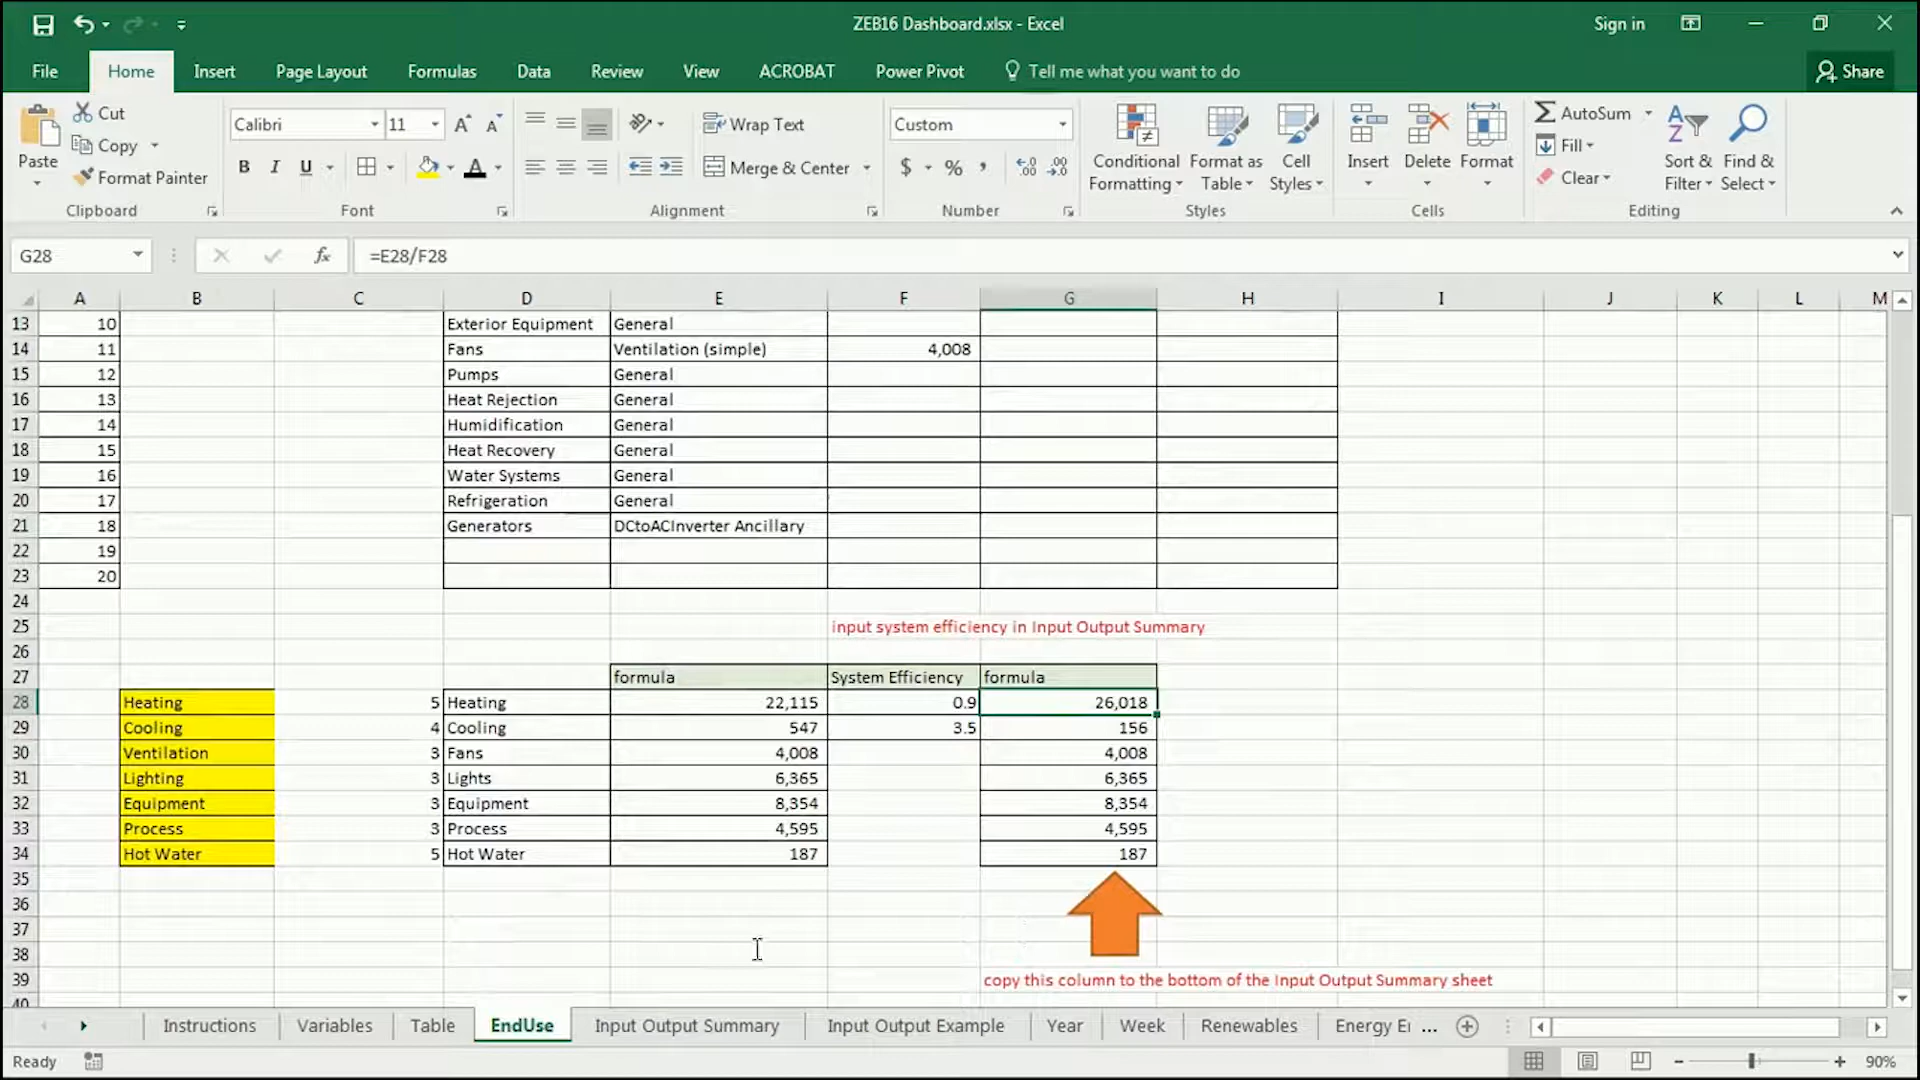 ZEB16 Dashboard.xlsx - Excel
Sign in
File Home Insert Page Layout Formulas Data Review View ACROBAT Power Pivot Tell me what you want to do Share
Paste
Cut
Copy
Format Painter
Clipboard
Calibri 11
B I U
Font
Wrap Text
Merge & Center
Alignment
Custom
$ % ,
Number
Conditional Formatting
Format as Table
Cell Styles
Styles
Insert Delete Format
Cells
AutoSum
Fill
Clear
Sort & Filter
Find & Select
Editing
G28 fx =E28/F28
A B C D E F G H I J K L M
13 10 Exterior Equipment General
14 11 Fans Ventilation (simple) 4,008
15 12 Pumps General
16 13 Heat Rejection General
17 14 Humidification General
18 15 Heat Recovery General
19 16 Water Systems General
20 17 Refrigeration General
21 18 Generators DCtoACInverter Ancillary
22 19
23 20
24
25 input system efficiency in Input Output Summary
26
27 formula System Efficiency formula
28 Heating 5 Heating 22,115 0.9 26,018
29 Cooling 4 Cooling 547 3.5 156
30 Ventilation 3 Fans 4,008 4,008
31 Lighting 3 Lights 6,365 6,365
32 Equipment 3 Equipment 8,354 8,354
33 Process 3 Process 4,595 4,595
34 Hot Water 5 Hot Water 187 187
35
36
37
38
39 copy this column to the bottom of the Input Output Summary sheet
40
Instructions Variables Table EndUse Input Output Summary Input Output Example Year Week Renewables Energy Er ...
Ready 90%